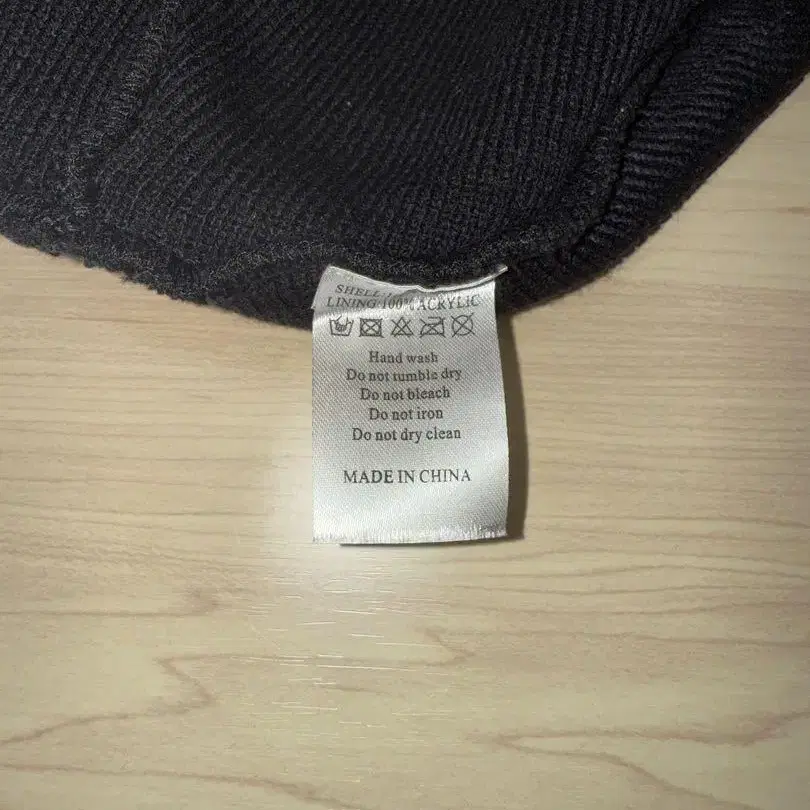 SHELL
LINING:100% ACRYLIC
Hand wash
Do not tumble dry
Do not bleach
Do not iron
Do not dry clean
MADE IN CHINA